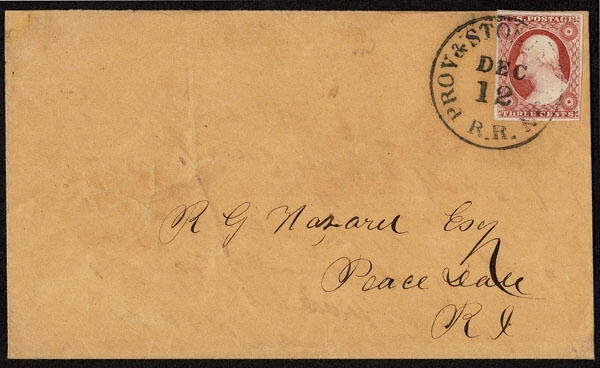 U.S. POSTAGE
PROV & STO
DEC
12
R.R.
THREE CENTS
R G Hazard Esq
Peace Dale
R I